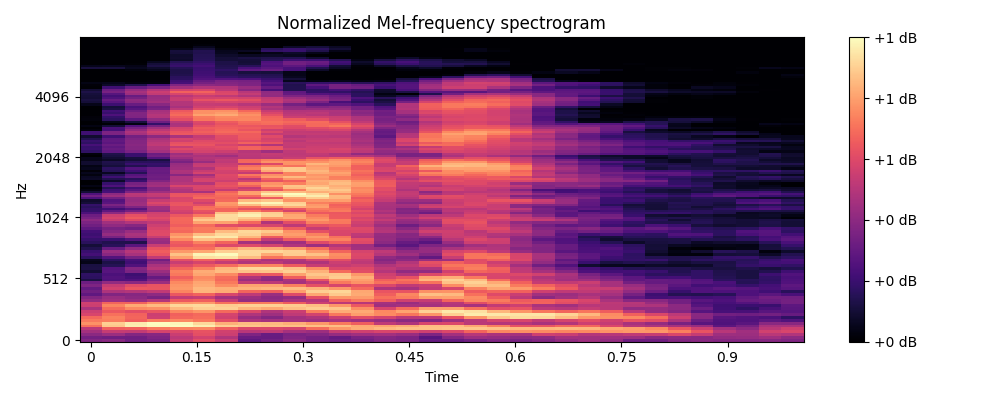 Normalized Mel-frequency spectrogram
+1 dB
4096
+1 dB
2048
+1 dB
Hz
1024
+0 dB
512
+0 dB
0
+0 dB
0 0.15 0.3 0.45 0.6 0.75 0.9
Time